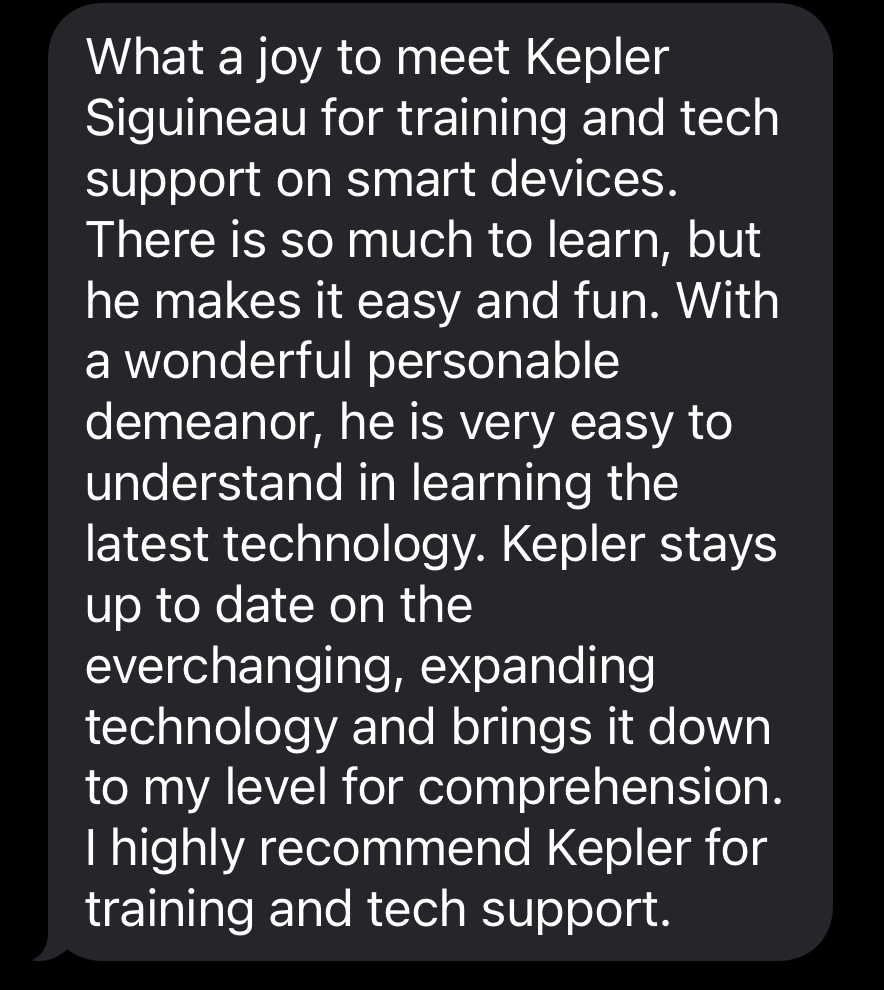 What a joy to meet Kepler
Siguineau for training and tech
support on smart devices.
There is so much to learn, but
he makes it easy and fun. With
a wonderful personable
demeanor, he is very easy to
understand in learning the
latest technology. Kepler stays
up to date on the
everchanging, expanding
technology and brings it down
to my level for comprehension.
I highly recommend Kepler for
training and tech support.